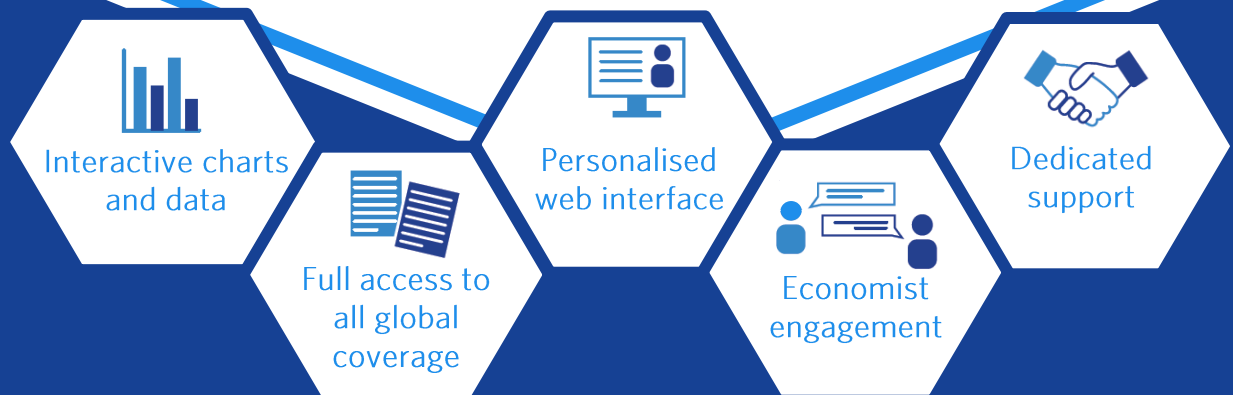 Interactive charts
and data
Full access to
all global
coverage
Personalised
web interface
Economist
engagement
Dedicated
support